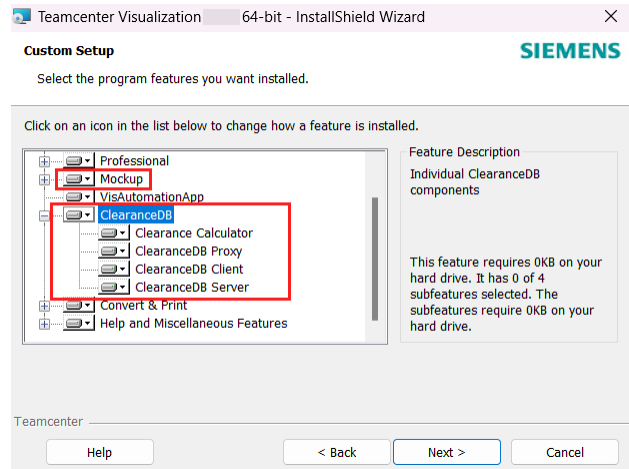 Teamcenter Visualization 64-bit - InstallShield Wizard
Custom Setup
SIEMENS
Select the program features you want installed.
Click on an icon in the list below to change how a feature is installed.
Professional
Mockup
VisAutomationApp
ClearanceDB
Clearance Calculator
ClearanceDB Proxy
ClearanceDB Client
ClearanceDB Server
Convert & Print
Help and Miscellaneous Features
Feature Description
Individual ClearanceDB
components
This feature requires 0KB on your
hard drive. It has 0 of 4
subfeatures selected. The
subfeatures require 0KB on your
hard drive.
Teamcenter
Help
< Back
Next >
Cancel